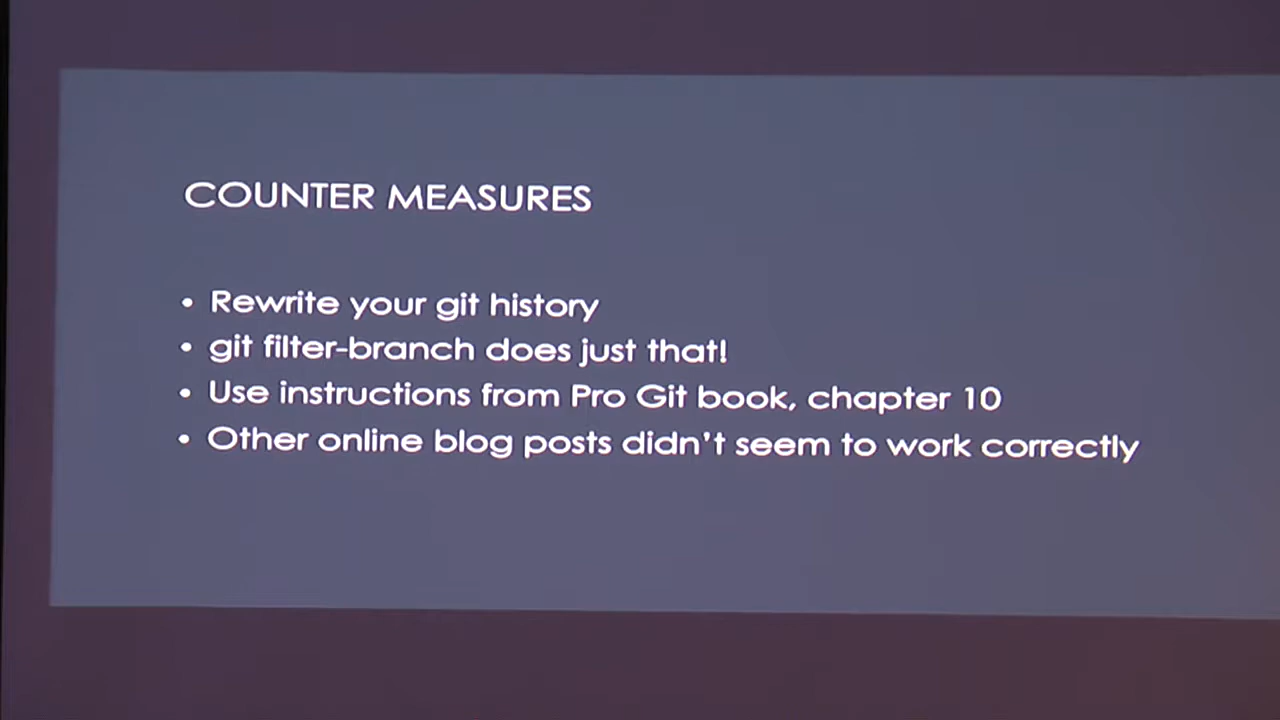 COUNTER MEASURES
• Rewrite your git history
• git filter-branch does just that!
• Use instructions from Pro Git book, chapter 10
• Other online blog posts didn't seem to work correctly